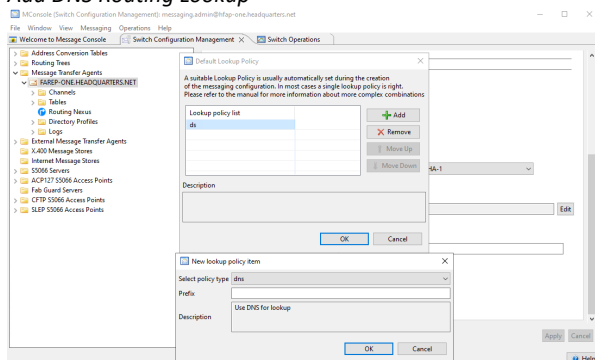 Add DNS Routing Lookup
MConsole (Switch Configuration Management): messaging.admin@hfap-one.headquarters.net
File Window View Messaging Operations Help
Welcome to Message Console
Switch Configuration Management
Switch Operations
Address Conversion Tables
Routing Trees
Message Transfer Agents
FAREP-ONE.HEADQUARTERS.NET
Channels
Tables
Routing Nexus
Directory Profiles
Logs
External Message Transfer Agents
X.400 Message Stores
Internet Message Stores
S5066 Servers
ACP127 S5066 Access Points
Fab Guard Servers
CFTP S5066 Access Points
SLEP S5066 Access Points
Default Lookup Policy
A suitable Lookup Policy is usually automatically set during the creation
of the messaging configuration. In most cases a single lookup policy is right.
Please refer to the manual for more information about more complex combinations
Lookup policy list
ds
Add
Remove
Move Up
Move Down
Description
OK
Cancel
HA-1
Edit
New lookup policy item
Select policy type
dns
Prefix
Description
Use DNS for lookup
OK
Cancel
Apply
Cancel
Help